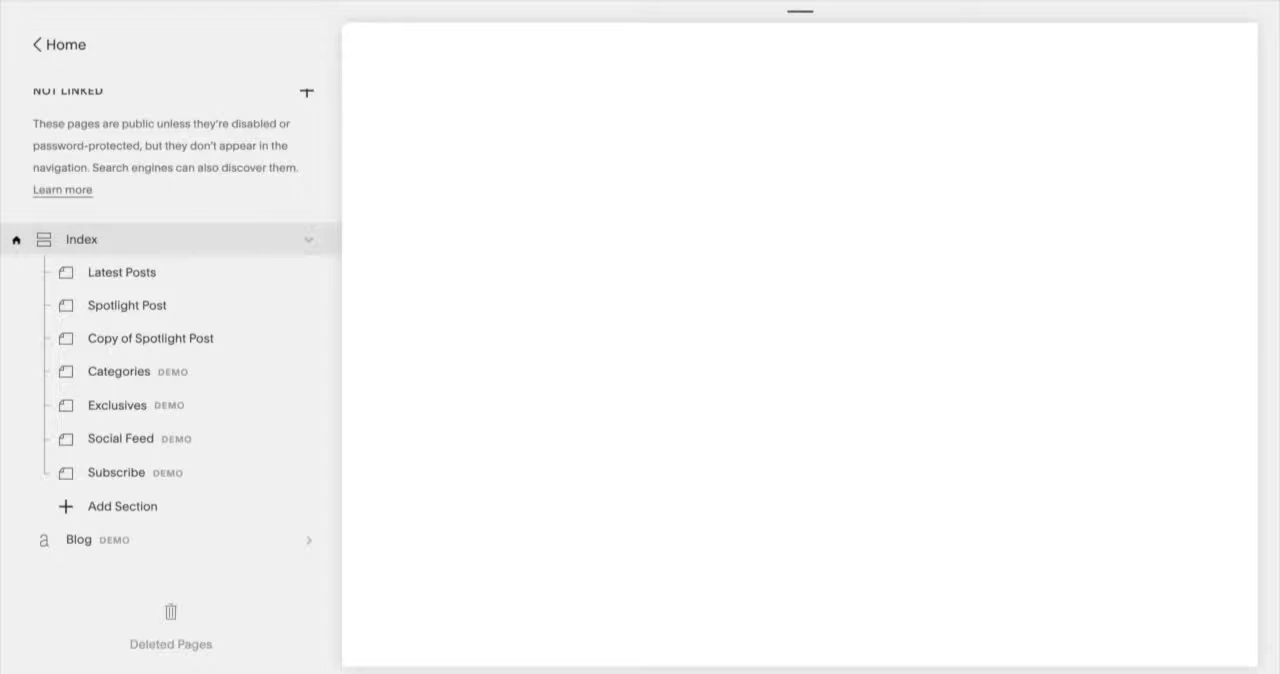 Home
NOT LINKED
These pages are public unless they're disabled or
password-protected, but they don't appear in the
navigation. Search engines can also discover them.
Learn more
Index
Latest Posts
Spotlight Post
Copy of Spotlight Post
Categories DEMO
Exclusives DEMO
Social Feed DEMO
Subscribe DEMO
Add Section
Blog DEMO
Deleted Pages